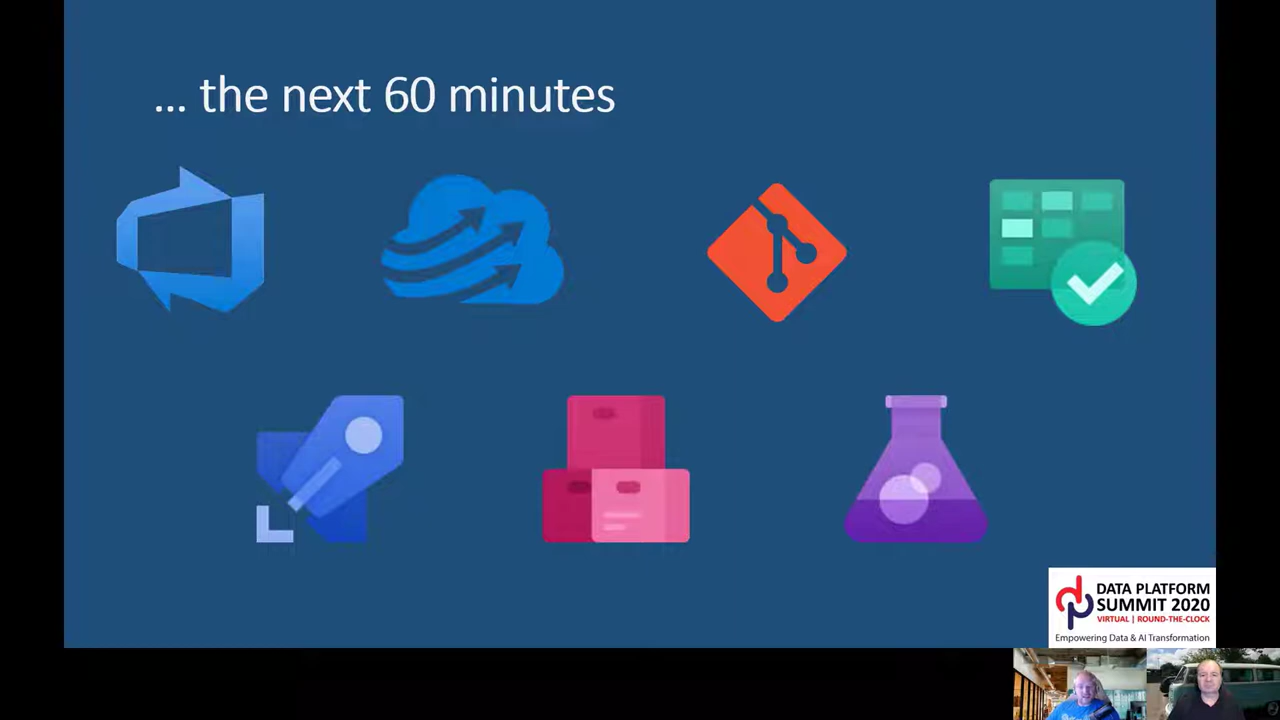 ... the next 60 minutes
DATA PLATFORM
SUMMIT 2020
VIRTUAL | ROUND-THE-CLOCK
Empowering Data & AI Transformation